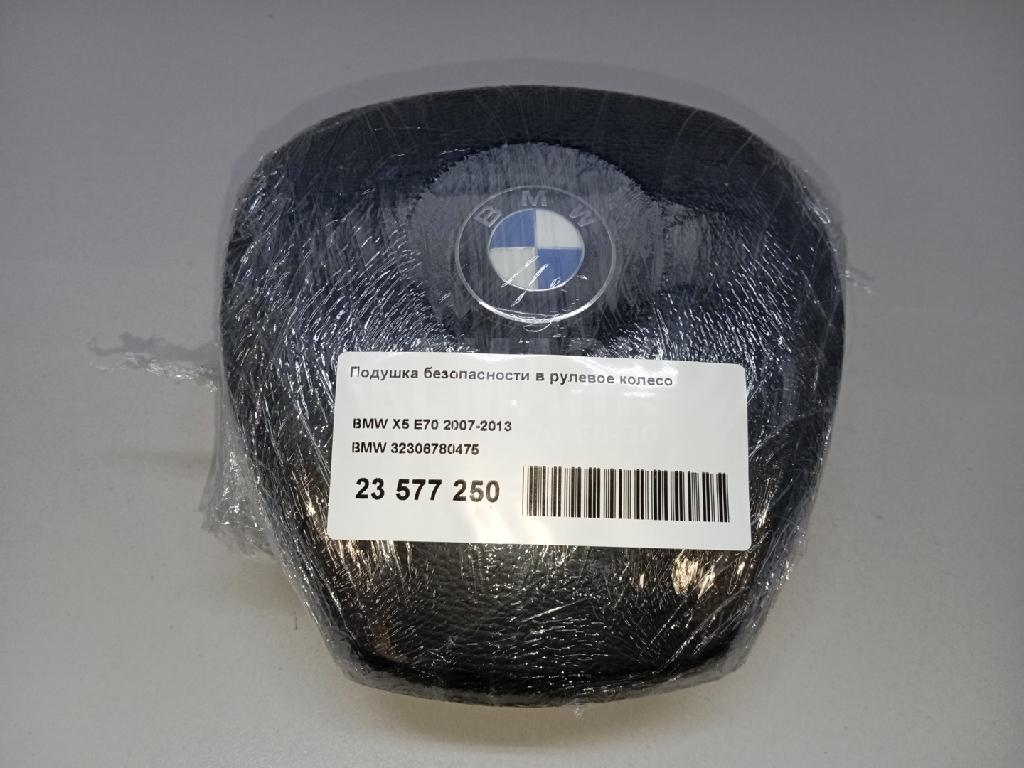 BMW
Подушка безопасности в рулевое колесо
BMW X5 E70 2007-2013
BMW 32306780475
23 577 250